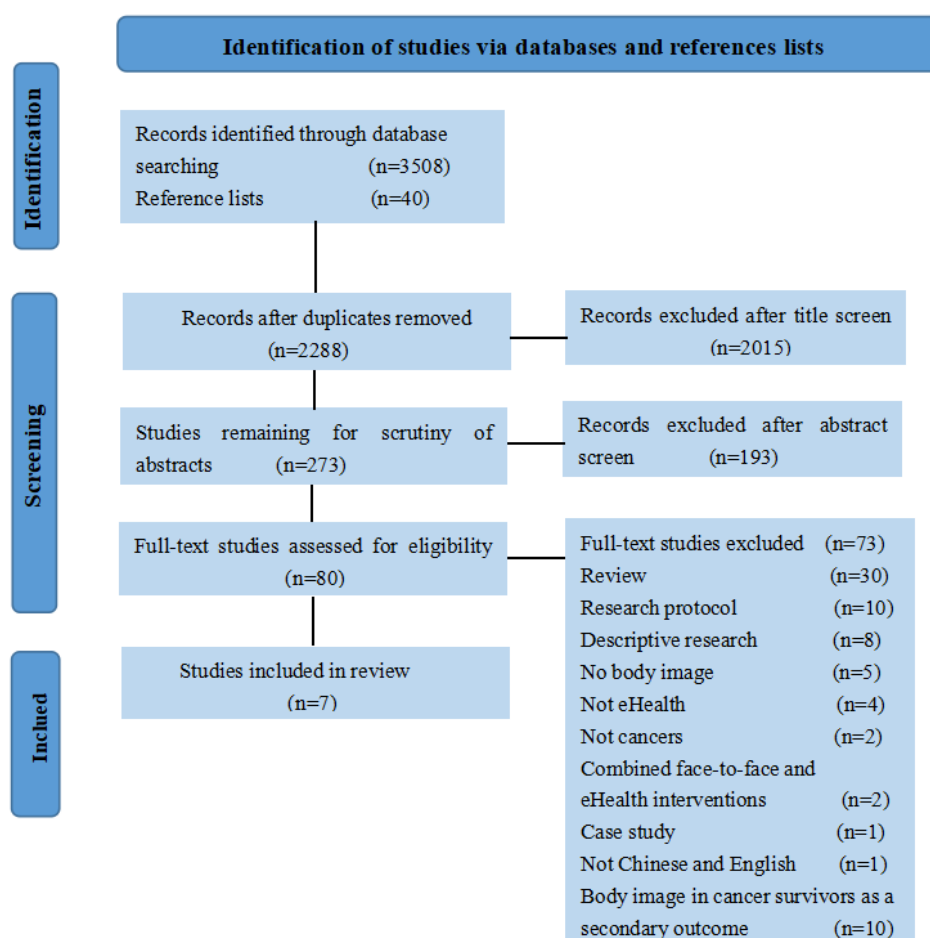 Identification of studies via databases and references lists
Identification
Records identified through database
searching (n=3508)
Reference lists (n=40)
Screening
Records after duplicates removed
(n=2288)
Records excluded after title screen
(n=2015)
Studies remaining for scrutiny of
abstracts (n=273)
Records excluded after abstract
screen (n=193)
Full-text studies assessed for eligibility
(n=80)
Full-text studies excluded (n=73)
Review (n=30)
Research protocol (n=10)
Descriptive research (n=8)
No body image (n=5)
Not eHealth (n=4)
Not cancers (n=2)
Combined face-to-face and
eHealth interventions (n=2)
Case study (n=1)
Not Chinese and English (n=1)
Body image in cancer survivors as a
secondary outcome (n=10)
Inclued
Studies included in review
(n=7)